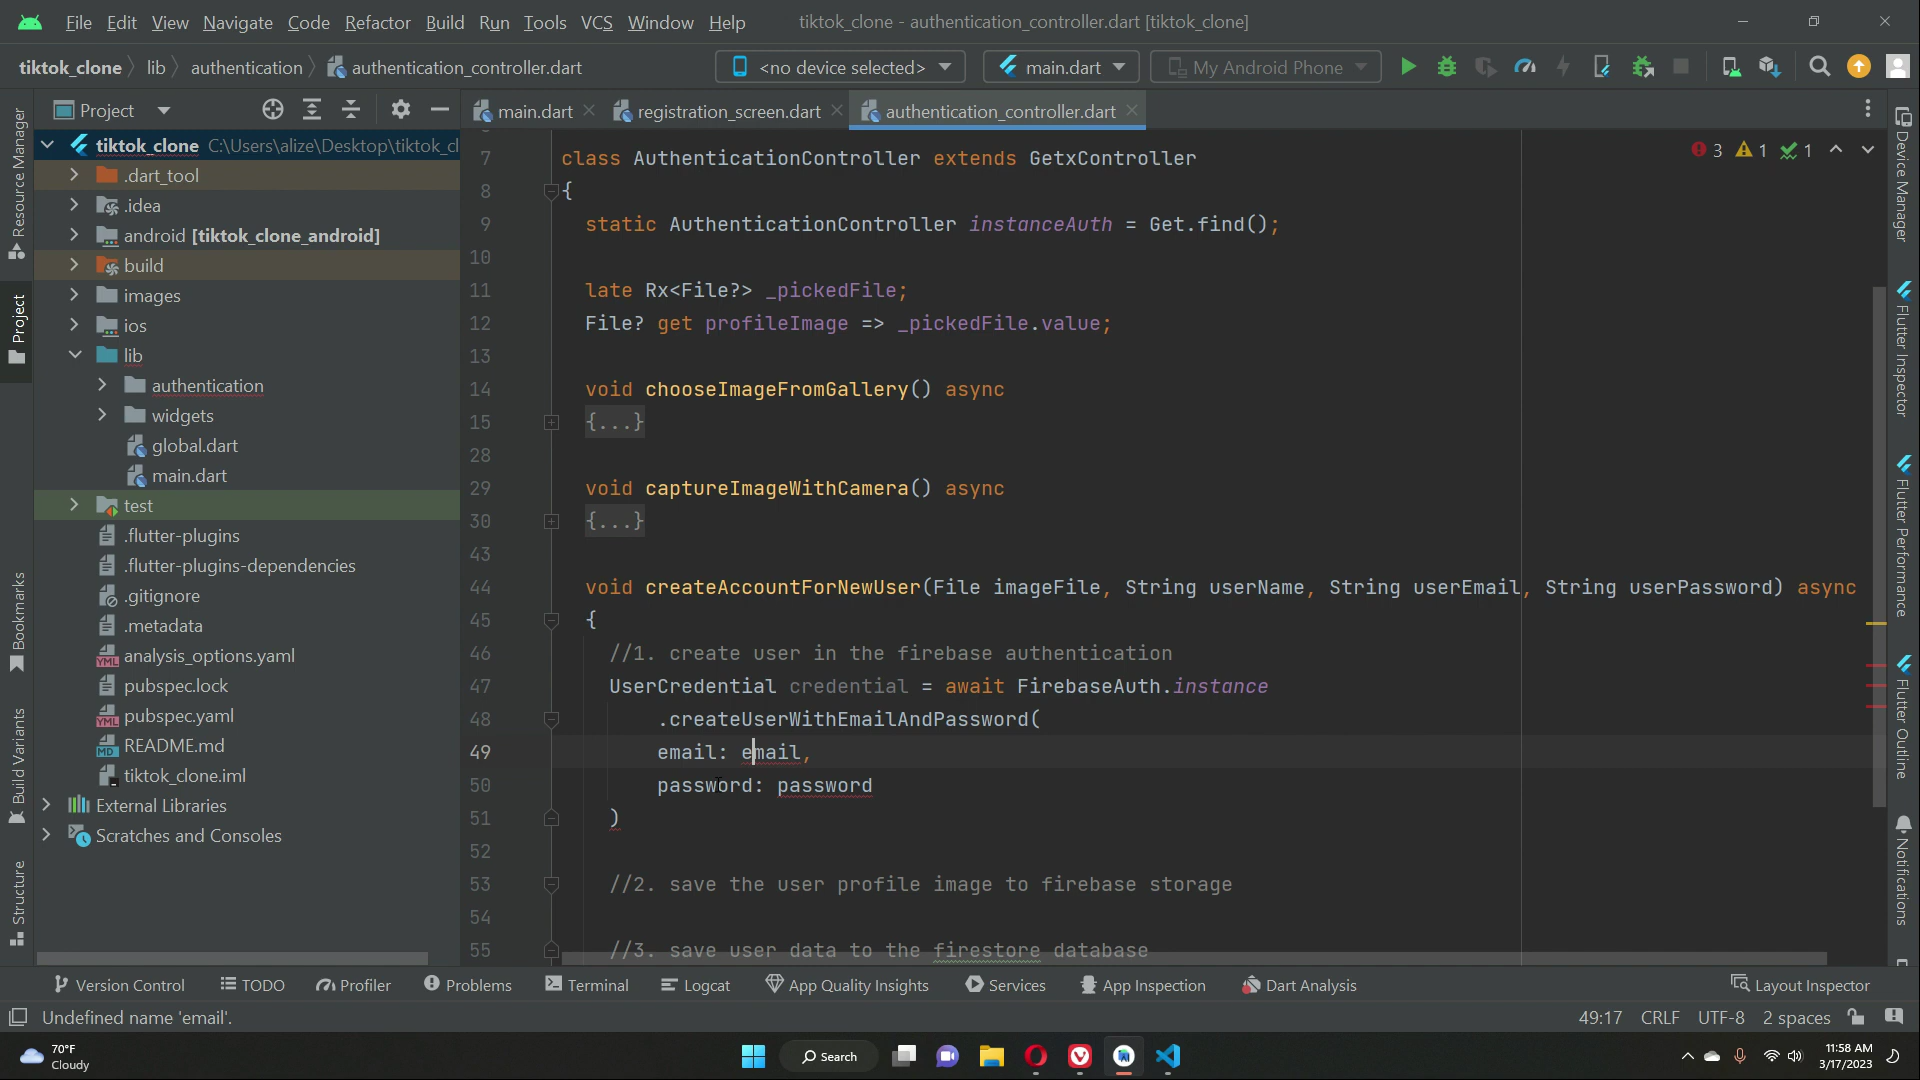 File Edit View Navigate Code Refactor Build Run Tools VCS Window Help tiktok_clone - authentication_controller.dart [tiktok_clone]
tiktok_clone lib authentication authentication_controller.dart <no device selected> main.dart My Android Phone
Project main.dart registration_screen.dart authentication_controller.dart
Resource Manager
Project
Bookmarks
Build Variants
Structure
tiktok_clone C:\Users\alize\Desktop\tiktok_cl
.dart_tool
.idea
android [tiktok_clone_android]
build
images
ios
lib
authentication
widgets
global.dart
main.dart
test
.flutter-plugins
.flutter-plugins-dependencies
.gitignore
.metadata
analysis_options.yaml
pubspec.lock
pubspec.yaml
README.md
tiktok_clone.iml
External Libraries
Scratches and Consoles
3 1 1
7 class AuthenticationController extends GetxController
8 {
9 static AuthenticationController instanceAuth = Get.find();
10
11 late Rx<File?> _pickedFile;
12 File? get profileImage => _pickedFile.value;
13
14 void chooseImageFromGallery() async
15 {...}
28
29 void captureImageWithCamera() async
30 {...}
43
44 void createAccountForNewUser(File imageFile, String userName, String userEmail, String userPassword) async
45 {
46 //1. create user in the firebase authentication
47 UserCredential credential = await FirebaseAuth.instance
48 .createUserWithEmailAndPassword(
49 email: email,
50 password: password
51 )
52
53 //2. save the user profile image to firebase storage
54
55 //3. save user data to the firestore database
Device Manager
Flutter Inspector
Flutter Performance
Flutter Outline
Notifications
Version Control TODO Profiler Problems Terminal Logcat App Quality Insights Services App Inspection Dart Analysis Layout Inspector
Undefined name 'email'. 49:17 CRLF UTF-8 2 spaces
70°F
Cloudy
Search
11:58 AM
3/17/2023